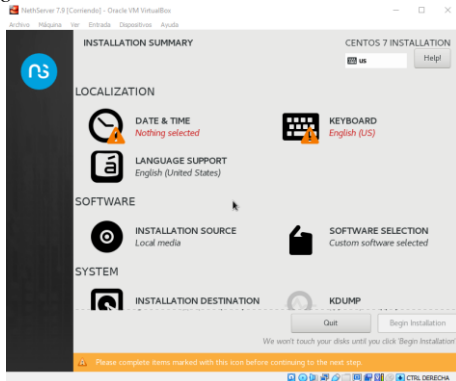 NethServer 7.8 [Corriendo] - Oracle VM VirtualBox
Archivo Máquina Ver Entrada Dispositivos Ayuda
INSTALLATION SUMMARY
CENTOS 7 INSTALLATION
us
Help!
ns
LOCALIZATION
DATE & TIME
Nothing selected
KEYBOARD
English (US)
LANGUAGE SUPPORT
English (United States)
SOFTWARE
INSTALLATION SOURCE
Local media
SOFTWARE SELECTION
Custom software selected
SYSTEM
INSTALLATION DESTINATION
KDUMP
Quit
Begin Installation
We won't touch your disks until you click 'Begin Installation'
Please complete items marked with this icon before continuing to the next step.
CTRL DERECHA